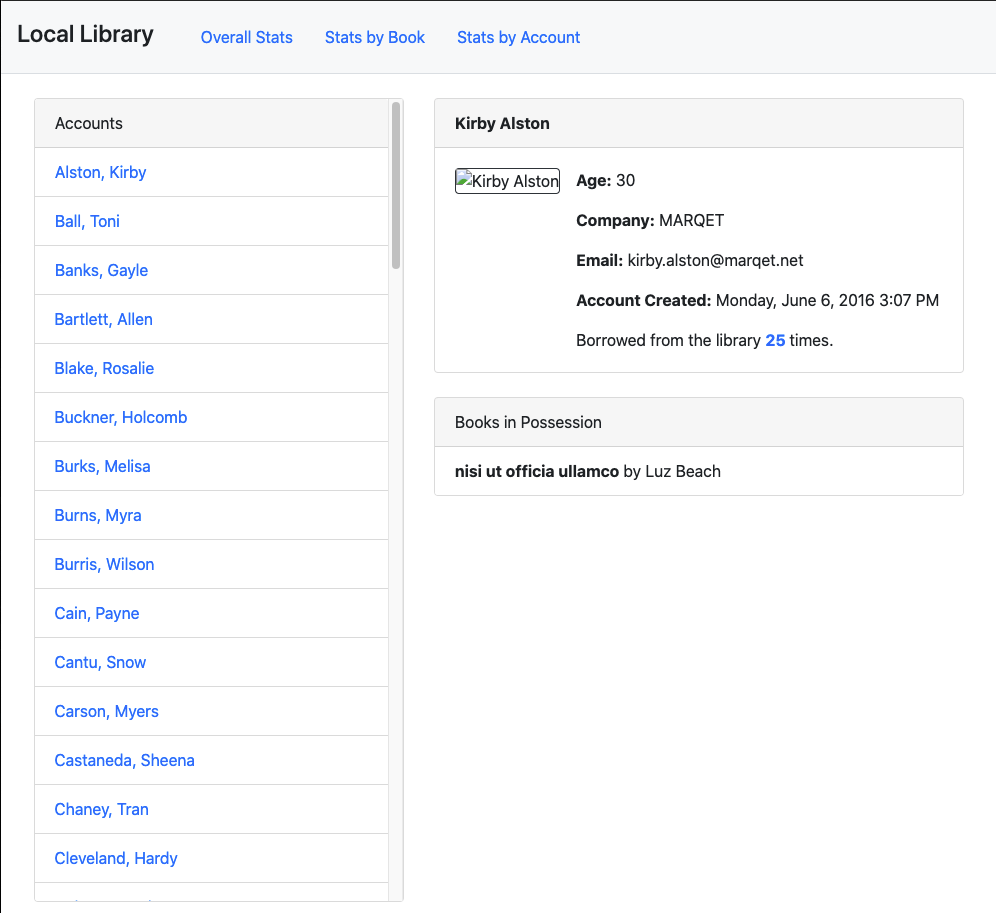 Local Library
Overall Stats
Stats by Book
Stats by Account
Accounts
Alston, Kirby
Ball, Toni
Banks, Gayle
Bartlett, Allen
Blake, Rosalie
Buckner, Holcomb
Burks, Melisa
Burns, Myra
Burris, Wilson
Cain, Payne
Cantu, Snow
Carson, Myers
Castaneda, Sheena
Chaney, Tran
Cleveland, Hardy
Kirby Alston
Kirby Alston
Age: 30
Company: MARQET
Email: kirby.alston@marqet.net
Account Created: Monday, June 6, 2016 3:07 PM
Borrowed from the library 25 times.
Books in Possession
nisi ut officia ullamco by Luz Beach